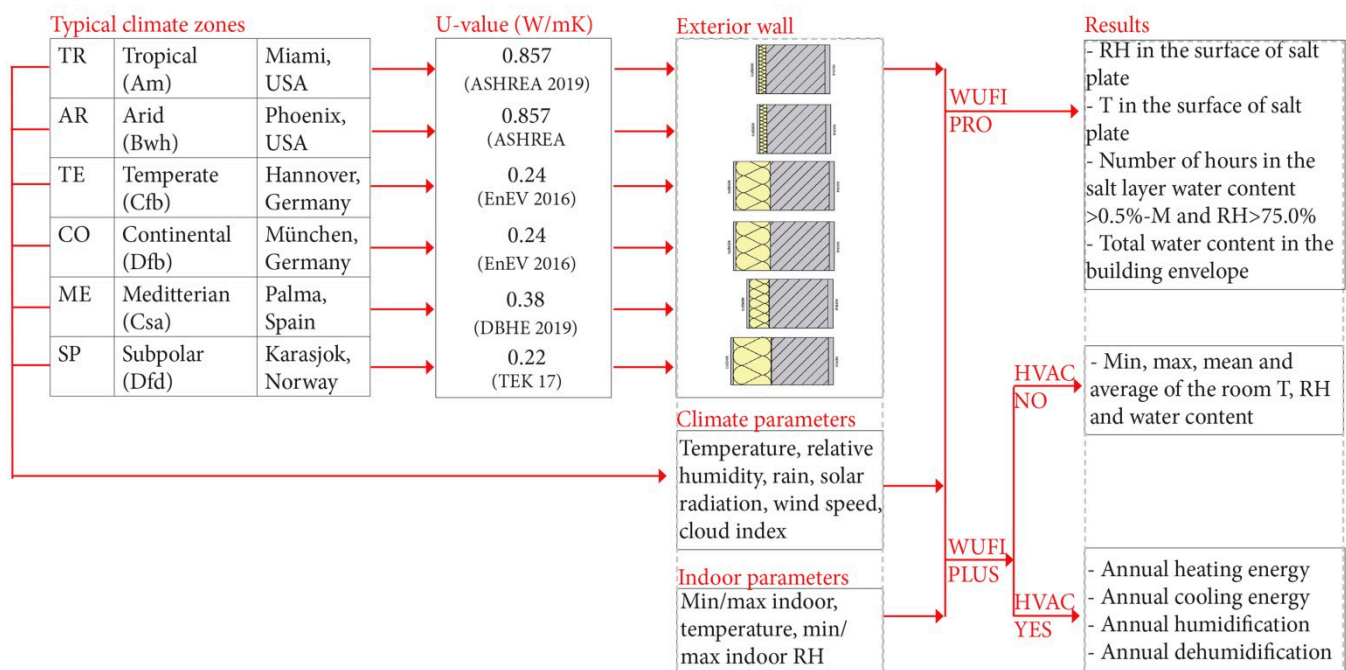 Typical climate zones
TR Tropical (Am) Miami, USA
AR Arid (Bwh) Phoenix, USA
TE Temperate (Cfb) Hannover, Germany
CO Continental (Dfb) München, Germany
ME Meditterian (Csa) Palma, Spain
SP Subpolar (Dfd) Karasjok, Norway
U-value (W/mK)
0.857
(ASHREA 2019)
0.857
(ASHREA
0.24
(EnEV 2016)
0.24
(EnEV 2016)
0.38
(DBHE 2019)
0.22
(TEK 17)
Exterior wall
Climate parameters
Temperature, relative
humidity, rain, solar
radiation, wind speed,
cloud index
Indoor parameters
Min/max indoor,
temperature, min/
max indoor RH
WUFI
PRO
WUFI
PLUS
HVAC
NO
HVAC
YES
Results
- RH in the surface of salt
plate
- T in the surface of salt
plate
- Number of hours in the
salt layer water content
>0.5%-M and RH>75.0%
- Total water content in the
building envelope
- Min, max, mean and
average of the room T, RH
and water content
- Annual heating energy
- Annual cooling energy
- Annual humidification
- Annual dehumidification